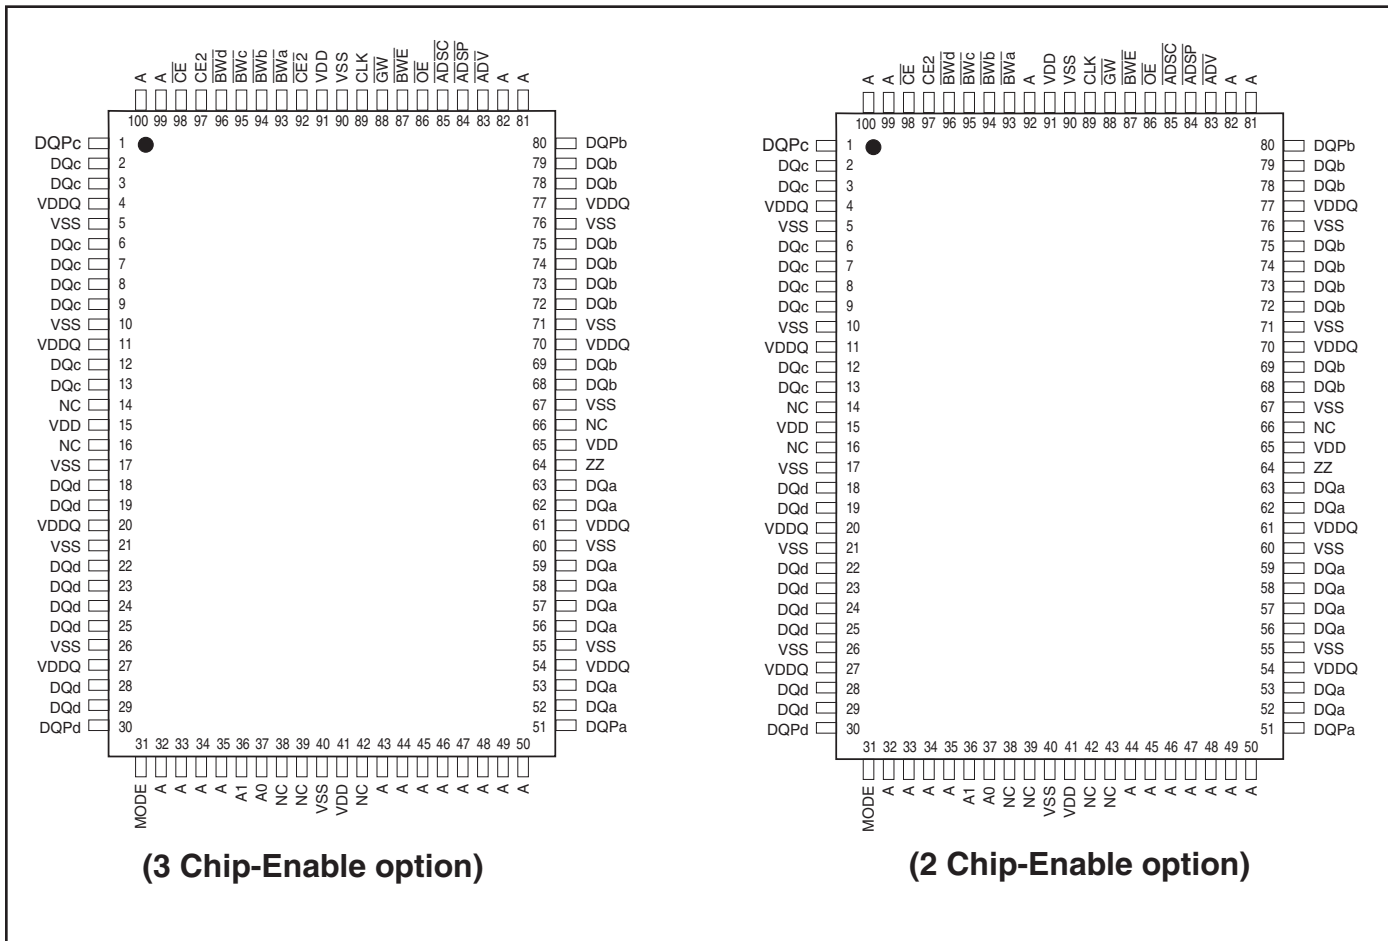 A A CE CE2 BWd BWc BWb BWa CE2 VDD VSS CLK GW BWE OE ADSC ADSP ADV A A
100 99 98 97 96 95 94 93 92 91 90 89 88 87 86 85 84 83 82 81
DQPc 1 80 DQPb
DQc 2 79 DQb
DQc 3 78 DQb
VDDQ 4 77 VDDQ
VSS 5 76 VSS
DQc 6 75 DQb
DQc 7 74 DQb
DQc 8 73 DQb
DQc 9 72 DQb
VSS 10 71 VSS
VDDQ 11 70 VDDQ
DQc 12 69 DQb
DQc 13 68 DQb
NC 14 67 VSS
VDD 15 66 NC
NC 16 65 VDD
VSS 17 64 ZZ
DQd 18 63 DQa
DQd 19 62 DQa
VDDQ 20 61 VDDQ
VSS 21 60 VSS
DQd 22 59 DQa
DQd 23 58 DQa
DQd 24 57 DQa
DQd 25 56 DQa
VSS 26 55 VSS
VDDQ 27 54 VDDQ
DQd 28 53 DQa
DQd 29 52 DQa
DQPd 30 51 DQPa
31 32 33 34 35 36 37 38 39 40 41 42 43 44 45 46 47 48 49 50
MODE A A A A A1 A0 NC NC VSS VDD NC A A A A A A A A
(3 Chip-Enable option)
A A CE CE2 BWd BWc BWb BWa A VDD VSS CLK GW BWE OE ADSC ADSP ADV A A
100 99 98 97 96 95 94 93 92 91 90 89 88 87 86 85 84 83 82 81
DQPc 1 80 DQPb
DQc 2 79 DQb
DQc 3 78 DQb
VDDQ 4 77 VDDQ
VSS 5 76 VSS
DQc 6 75 DQb
DQc 7 74 DQb
DQc 8 73 DQb
DQc 9 72 DQb
VSS 10 71 VSS
VDDQ 11 70 VDDQ
DQc 12 69 DQb
DQc 13 68 DQb
NC 14 67 VSS
VDD 15 66 NC
NC 16 65 VDD
VSS 17 64 ZZ
DQd 18 63 DQa
DQd 19 62 DQa
VDDQ 20 61 VDDQ
VSS 21 60 VSS
DQd 22 59 DQa
DQd 23 58 DQa
DQd 24 57 DQa
DQd 25 56 DQa
VSS 26 55 VSS
VDDQ 27 54 VDDQ
DQd 28 53 DQa
DQd 29 52 DQa
DQPd 30 51 DQPa
31 32 33 34 35 36 37 38 39 40 41 42 43 44 45 46 47 48 49 50
MODE A A A A A1 A0 NC NC VSS VDD NC NC A A A A A A A
(2 Chip-Enable option)